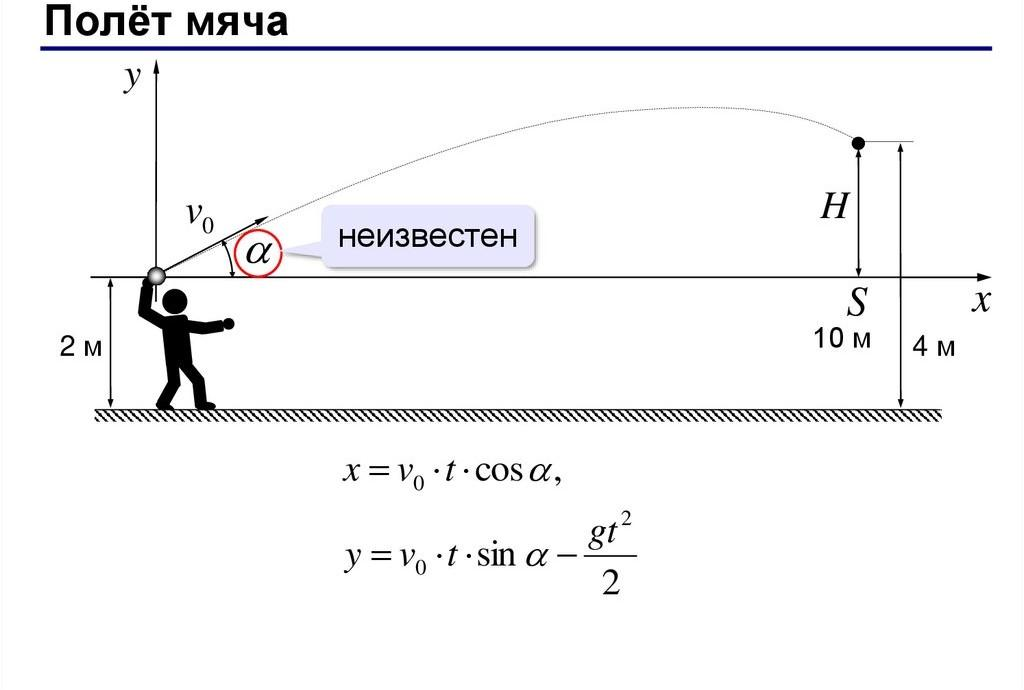 Полёт мяча
y
v₀
α
неизвестен
H
S
x
10 м
2 м
4 м
x = v₀ · t · cos α,
y = v₀ · t · sin α − gt²/2